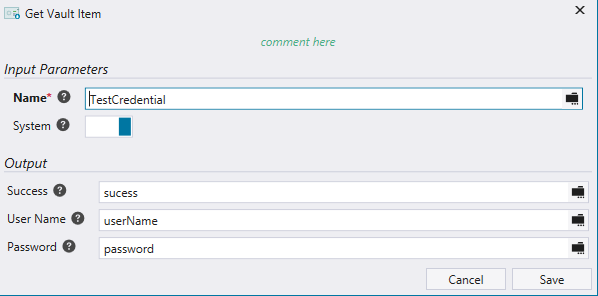 Get Vault Item
comment here
Input Parameters
Name* ?
TestCredential
System ?
Output
Success ?
sucess
User Name ?
userName
Password ?
password
Cancel
Save